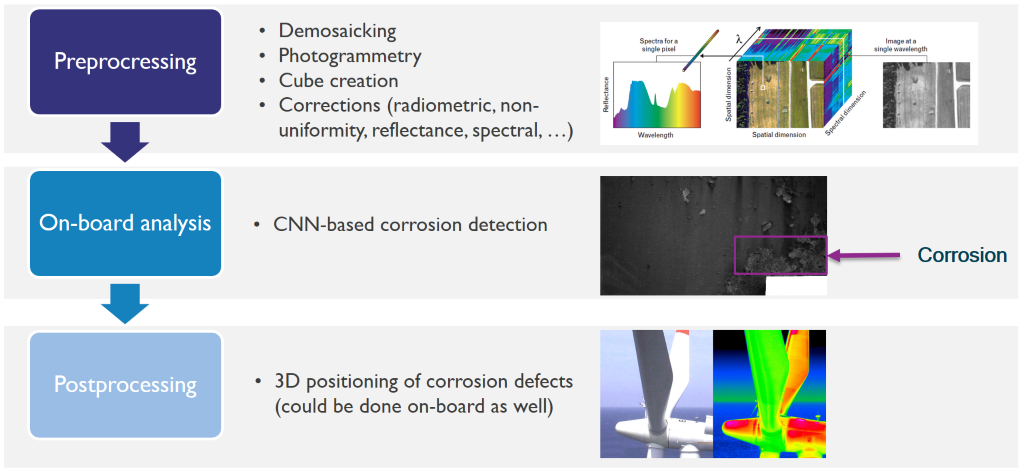 Preprocressing
• Demosaicking
• Photogrammetry
• Cube creation
• Corrections (radiometric, non-
uniformity, reflectance, spectral, …)
Spectra for a
single pixel
λ
Image at a
single wavelength
Reflectance
Wavelength
Spatial dimension
Spatial dimension
Spectral dimension
On-board analysis
• CNN-based corrosion detection
Corrosion
Postprocessing
• 3D positioning of corrosion defects
(could be done on-board as well)